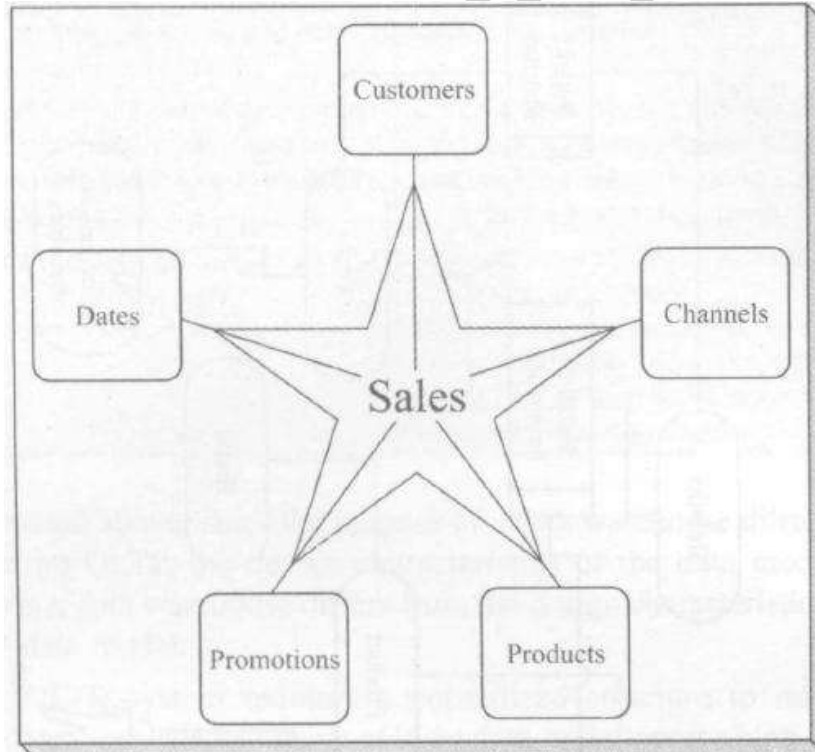 Customers
Dates
Channels
Sales
Promotions
Products